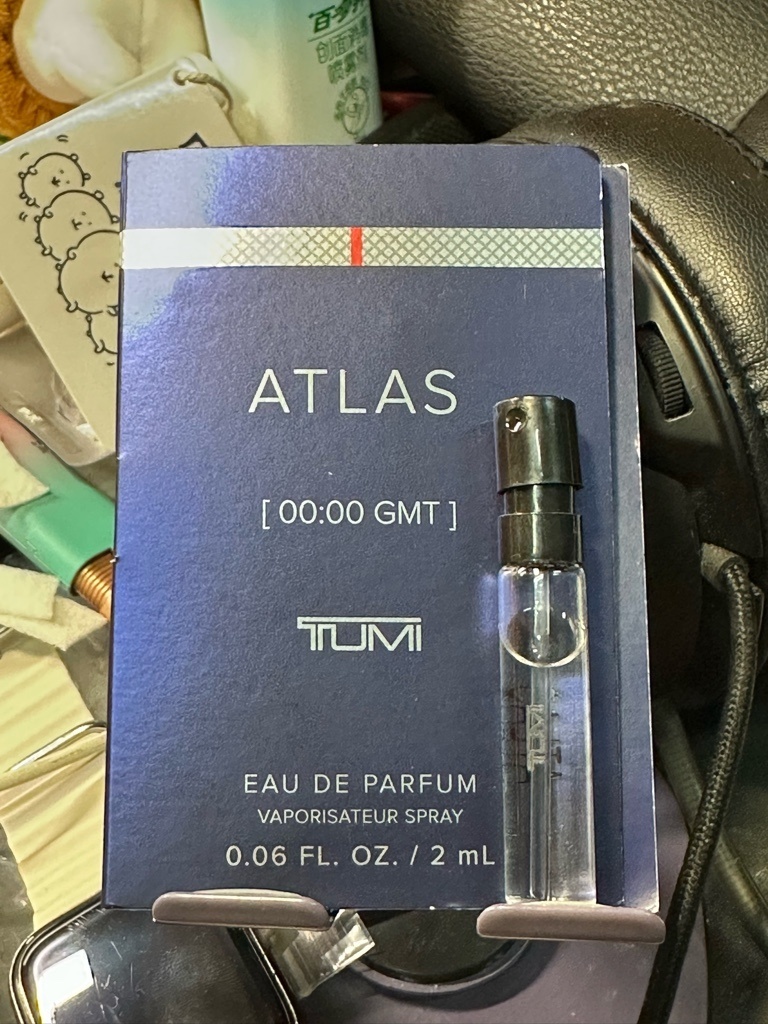 ATLAS
[ 00:00 GMT ]
TUMI
EAU DE PARFUM
VAPORISATEUR SPRAY
0.06 FL. OZ. / 2 mL